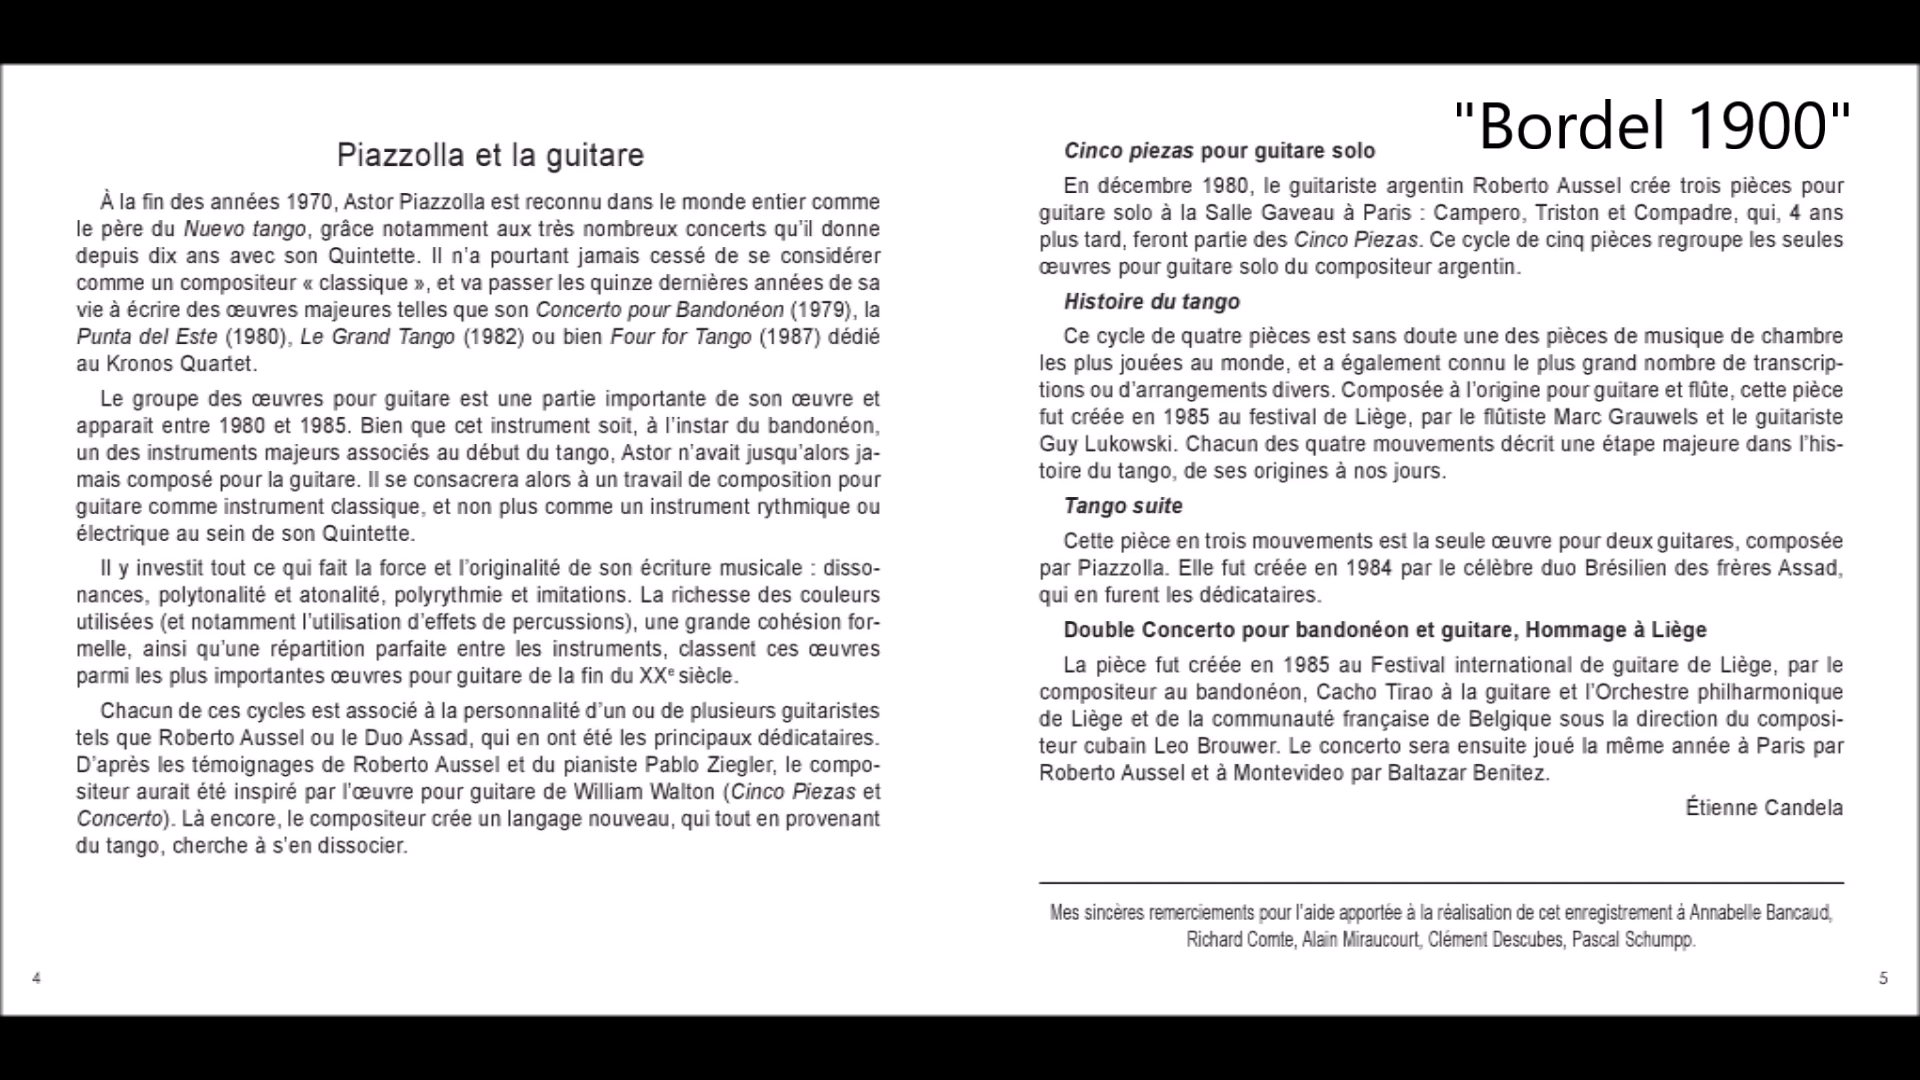 Piazzolla et la guitare
À la fin des années 1970, Astor Piazzolla est reconnu dans le monde entier comme
le père du Nuevo tango, grâce notamment aux très nombreux concerts qu'il donne
depuis dix ans avec son Quintette. Il n'a pourtant jamais cessé de se considérer
comme un compositeur « classique », et va passer les quinze dernières années de sa
vie à écrire des œuvres majeures telles que son Concerto pour Bandonéon (1979), la
Punta del Este (1980), Le Grand Tango (1982) ou bien Four for Tango (1987) dédié
au Kronos Quartet.
Le groupe des œuvres pour guitare est une partie importante de son œuvre et
apparait entre 1980 et 1985. Bien que cet instrument soit, à l'instar du bandonéon,
un des instruments majeurs associés au début du tango, Astor n'avait jusqu'alors ja-
mais composé pour la guitare. Il se consacrera alors à un travail de composition pour
guitare comme instrument classique, et non plus comme un instrument rythmique ou
électrique au sein de son Quintette.
Il y investit tout ce qui fait la force et l'originalité de son écriture musicale : disso-
nances, polytonalité et atonalité, polyrythmie et imitations. La richesse des couleurs
utilisées (et notamment l'utilisation d'effets de percussions), une grande cohésion for-
melle, ainsi qu'une répartition parfaite entre les instruments, classent ces œuvres
parmi les plus importantes œuvres pour guitare de la fin du XXe siècle.
Chacun de ces cycles est associé à la personnalité d'un ou de plusieurs guitaristes
tels que Roberto Aussel ou le Duo Assad, qui en ont été les principaux dédicataires.
D'après les témoignages de Roberto Aussel et du pianiste Pablo Ziegler, le compo-
siteur aurait été inspiré par l'œuvre pour guitare de William Walton (Cinco Piezas et
Concerto). Là encore, le compositeur crée un langage nouveau, qui tout en provenant
du tango, cherche à s'en dissocier.
4
"Bordel 1900"
Cinco piezas pour guitare solo
En décembre 1980, le guitariste argentin Roberto Aussel crée trois pièces pour
guitare solo à la Salle Gaveau à Paris : Campero, Triston et Compadre, qui, 4 ans
plus tard, feront partie des Cinco Piezas. Ce cycle de cinq pièces regroupe les seules
œuvres pour guitare solo du compositeur argentin.
Histoire du tango
Ce cycle de quatre pièces est sans doute une des pièces de musique de chambre
les plus jouées au monde, et a également connu le plus grand nombre de transcrip-
tions ou d'arrangements divers. Composée à l'origine pour guitare et flûte, cette pièce
fut créée en 1985 au festival de Liège, par le flûtiste Marc Grauwels et le guitariste
Guy Lukowski. Chacun des quatre mouvements décrit une étape majeure dans l'his-
toire du tango, de ses origines à nos jours.
Tango suite
Cette pièce en trois mouvements est la seule œuvre pour deux guitares, composée
par Piazzolla. Elle fut créée en 1984 par le célèbre duo Brésilien des frères Assad,
qui en furent les dédicataires.
Double Concerto pour bandonéon et guitare, Hommage à Liège
La pièce fut créée en 1985 au Festival international de guitare de Liège, par le
compositeur au bandonéon, Cacho Tirao à la guitare et l'Orchestre philharmonique
de Liège et de la communauté française de Belgique sous la direction du composi-
teur cubain Leo Brouwer. Le concerto sera ensuite joué la même année à Paris par
Roberto Aussel et à Montevideo par Baltazar Benitez.
Étienne Candela
Mes sincères remerciements pour l'aide apportée à la réalisation de cet enregistrement à Annabelle Bancaud,
Richard Comte, Alain Miraucourt, Clément Descubes, Pascal Schumpp.
5